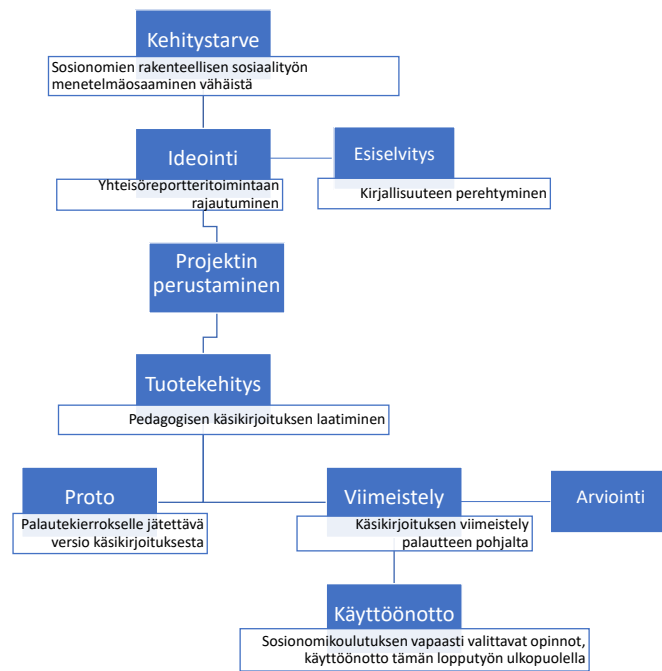 Kehitystarve
Sosionomien rakenteellisen sosiaalityön
menetelmäosaaminen vähäistä
Ideointi
Yhteisöreportteritoimintaan
rajautuminen
Esiselvitys
Kirjallisuuteen perehtyminen
Projektin
perustaminen
Tuotekehitys
Pedagogisen käsikirjoituksen laatiminen
Proto
Palautekierrokselle jätettävä
versio käsikirjoituksesta
Viimeistely
Käsikirjoituksen viimeistely
palautteen pohjalta
Arviointi
Käyttöönotto
Sosionomikoulutuksen vapaasti valittavat opinnot,
käyttöönotto tämän lopputyön ulkopuolella